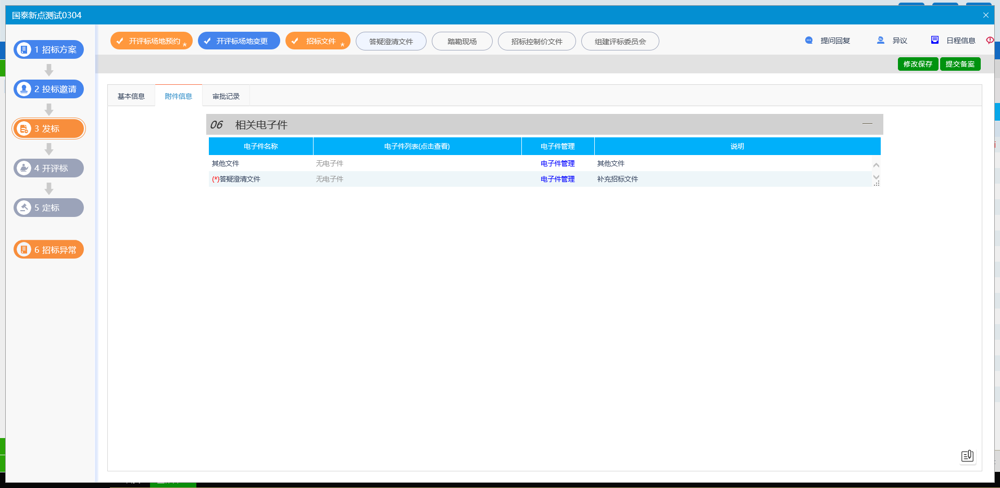 国泰新点测试0304
1 招标方案
2 投标邀请
3 发标
4 开评标
5 定标
6 招标异常
开评标场地预约 *
开评标场地变更
招标文件 *
答疑澄清文件
踏勘现场
招标控制价文件
组建评标委员会
提问回复
异议
日程信息
修改保存
提交备案
基本信息
附件信息
审批记录
06 相关电子件
电子件名称 电子件列表(点击查看) 电子件管理 说明
其他文件 无电子件 电子件管理 其他文件
(*)答疑澄清文件 无电子件 电子件管理 补充招标文件